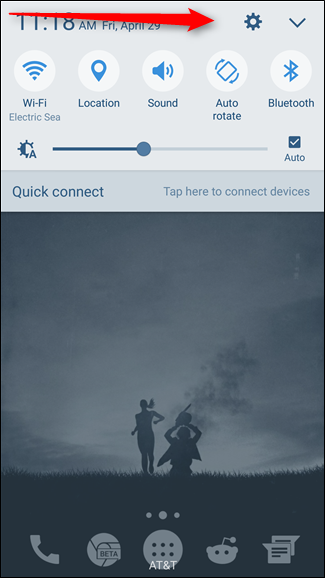 11:18 AM Fri, April 29
Wi-Fi Location Sound Auto rotate Bluetooth
Electric Sea
A Auto
Quick connect Tap here to connect devices
BETA
AT&T